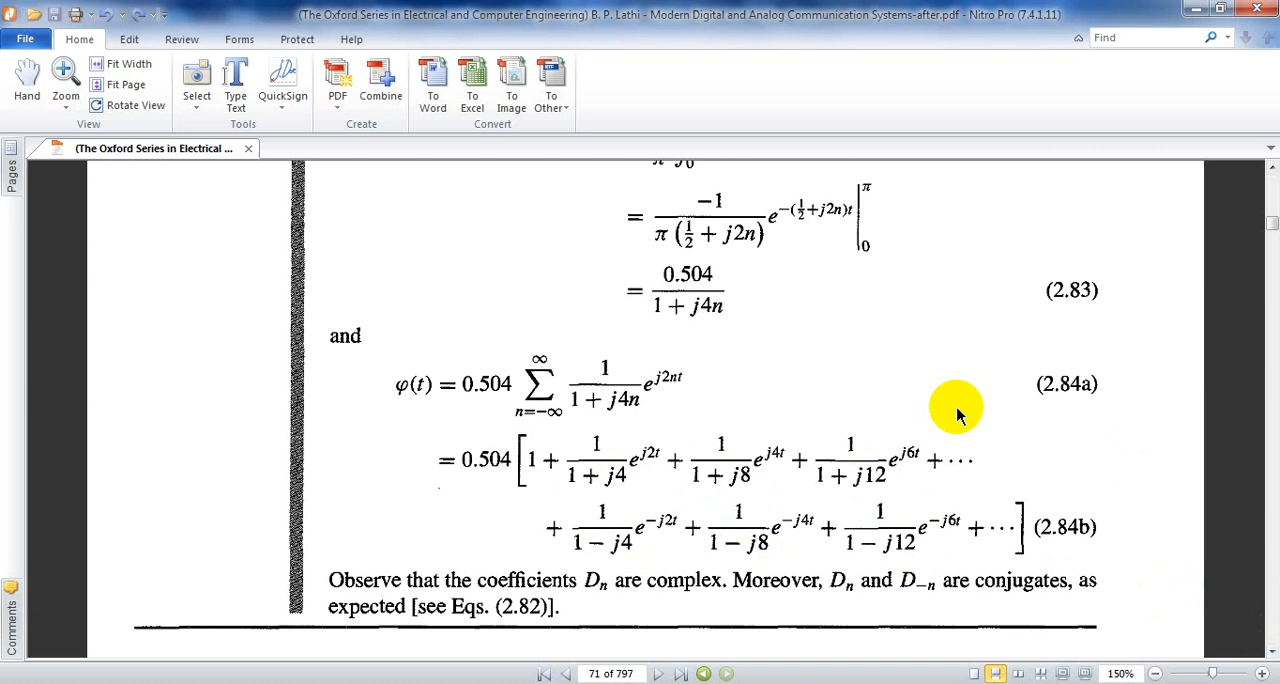 (The Oxford Series in Electrical and Computer Engineering) B. P. Lathi - Modern Digital and Analog Communication Systems-after.pdf - Nitro Pro (7.4.1.11)
File Home Edit Review Forms Protect Help Find
Hand Zoom Fit Width Fit Page Rotate View
View
Select Type Text QuickSign
Tools
PDF Combine
Create
To Word To Excel To Image To Other
Convert
(The Oxford Series in Electrical ...
Pages
= -1 / π (1/2 + j2n) e^{-(1/2 + j2n)t} |_0^π
= 0.504 / 1 + j4n (2.83)
and
φ(t) = 0.504 ∑_{n=-∞}^{∞} 1 / 1 + j4n e^{j2nt} (2.84a)
= 0.504 [ 1 + 1 / 1 + j4 e^{j2t} + 1 / 1 + j8 e^{j4t} + 1 / 1 + j12 e^{j6t} + ···
+ 1 / 1 - j4 e^{-j2t} + 1 / 1 - j8 e^{-j4t} + 1 / 1 - j12 e^{-j6t} + ··· ] (2.84b)
Observe that the coefficients D_n are complex. Moreover, D_n and D_{-n} are conjugates, as
expected [see Eqs. (2.82)].
Comments
71 of 797
150%